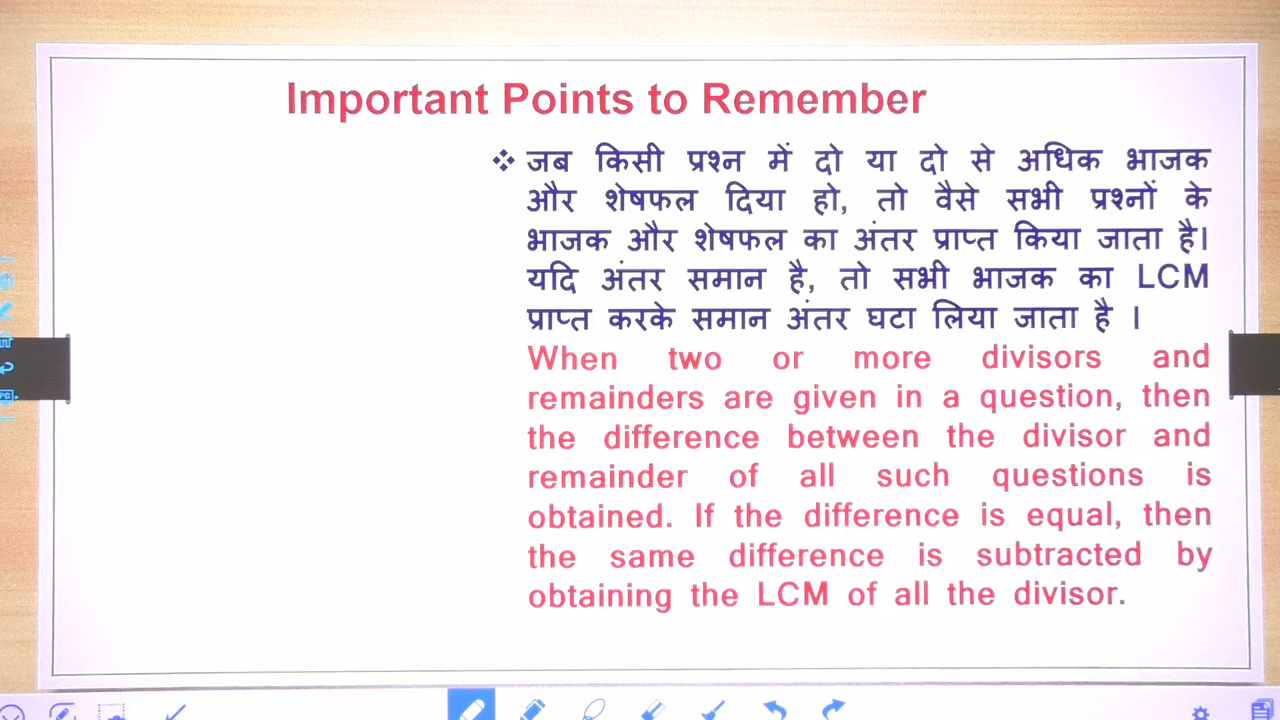 Important Points to Remember
❖ जब किसी प्रश्न में दो या दो से अधिक भाजक
और शेषफल दिया हो, तो वैसे सभी प्रश्नों के
भाजक और शेषफल का अंतर प्राप्त किया जाता है।
यदि अंतर समान है, तो सभी भाजक का LCM
प्राप्त करके समान अंतर घटा लिया जाता है ।
When two or more divisors and
remainders are given in a question, then
the difference between the divisor and
remainder of all such questions is
obtained. If the difference is equal, then
the same difference is subtracted by
obtaining the LCM of all the divisor.